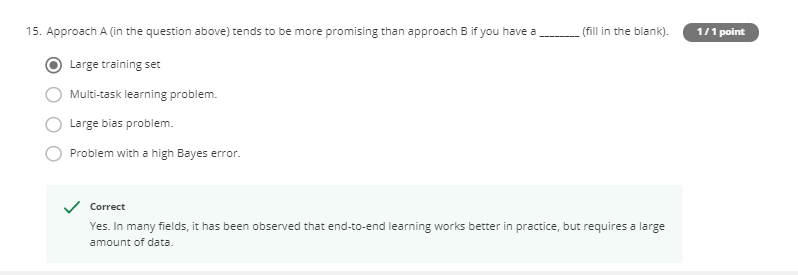 15. Approach A (in the question above) tends to be more promising than approach B if you have a ________ (fill in the blank).
1 / 1 point
Large training set
Multi-task learning problem.
Large bias problem.
Problem with a high Bayes error.
Correct
Yes. In many fields, it has been observed that end-to-end learning works better in practice, but requires a large
amount of data.